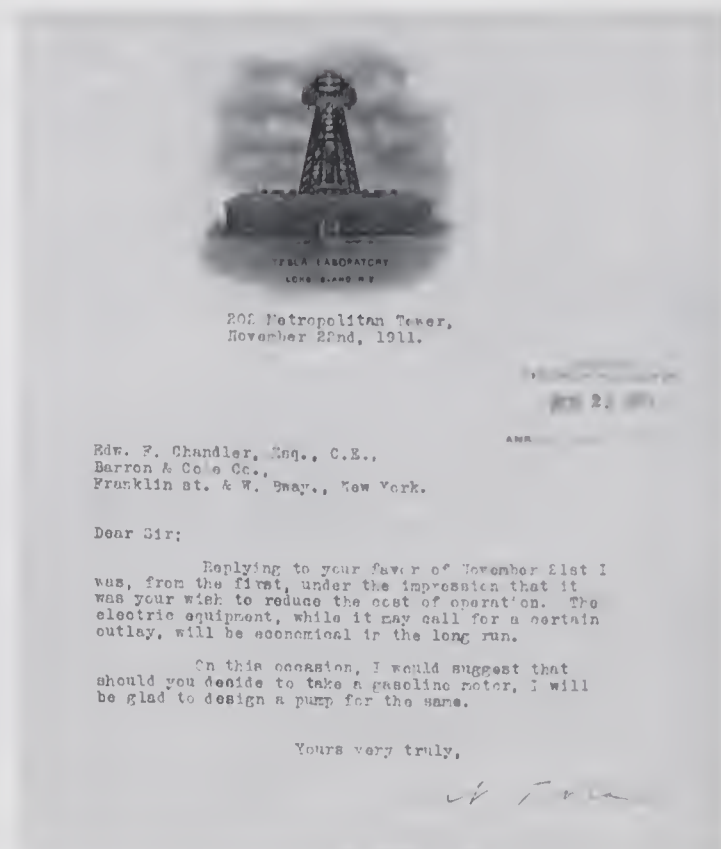 TESLA LABORATORY
LONG ISLAND N Y
202 Metropolitan Tower,
November 22nd, 1911.
Edw. F. Chandler, Esq., C.E.,
Barron & Cole Co.,
Franklin St. & W. Bway., New York.
Dear Sir;
Replying to your favor of November 21st I
was, from the first, under the impression that it
was your wish to reduce the cost of operation. The
electric equipment, while it may call for a certain
outlay, will be economical in the long run.
On this occasion, I would suggest that
should you decide to take a gasoline motor, I will
be glad to design a pump for the same.
Yours very truly,
N Tesla